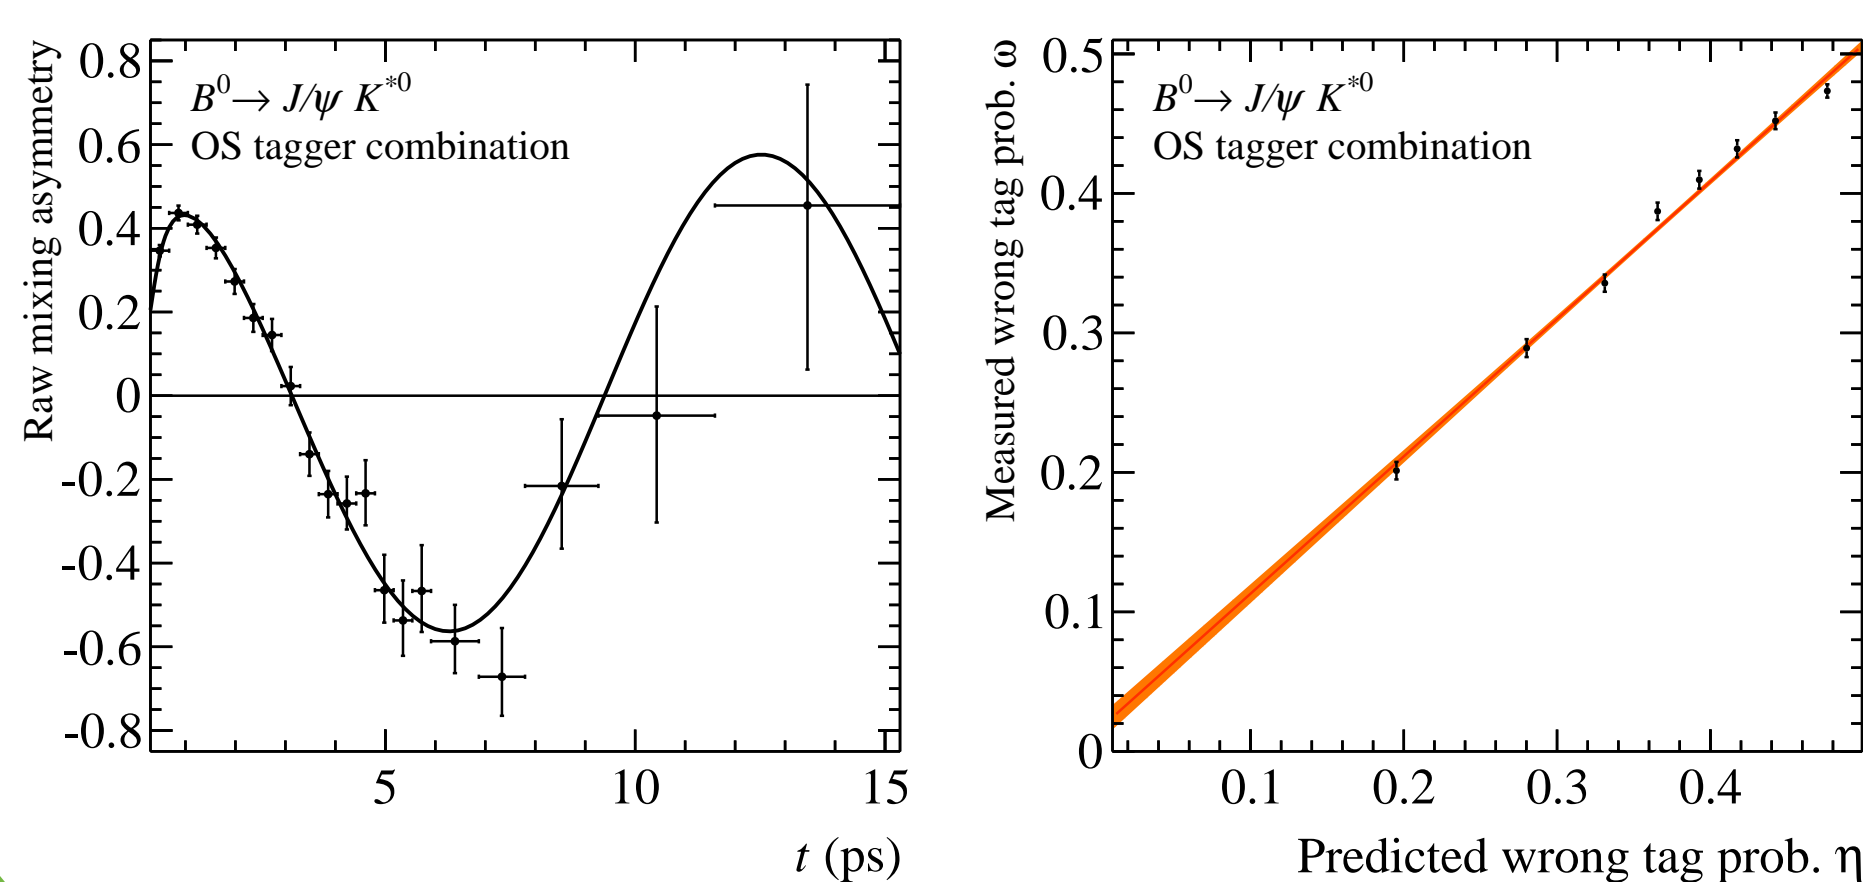 Raw mixing asymmetry
B⁰→ J/ψ K*⁰
OS tagger combination
0.8
0.6
0.4
0.2
0
-0.2
-0.4
-0.6
-0.8
5 10 15
t (ps)
Measured wrong tag prob. ω
B⁰→ J/ψ K*⁰
OS tagger combination
0.5
0.4
0.3
0.2
0.1
0
0.1 0.2 0.3 0.4
Predicted wrong tag prob. η